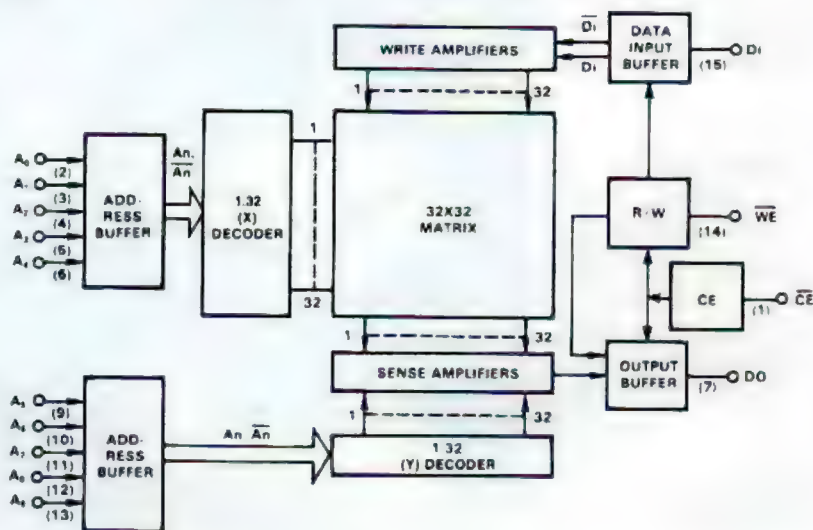 WRITE AMPLIFIERS
D̅i̅
Di
DATA
INPUT
BUFFER
Di
(15)
1
32
A₀
(2)
A₁
(3)
A₂
(4)
A₃
(5)
A₄
(6)
ADD-
RESS
BUFFER
An,
A̅n̅
1.32
(X)
DECODER
1
32
32X32
MATRIX
R/W
W̅E̅
(14)
CE
C̅E̅
(1)
1
32
SENSE AMPLIFIERS
OUTPUT
BUFFER
DO
(7)
1
32
1.32
(Y) DECODER
A₅
(9)
(10)
A₇
(11)
(12)
(13)
ADD-
RESS
BUFFER
An A̅n̅